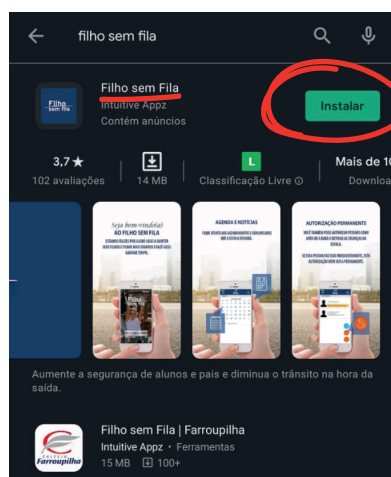 filho sem fila
Filho
sem fila
Filho sem Fila
Intuitive Appz
Contém anúncios
Instalar
3,7★
102 avaliações
14 MB
L
Classificação Livre
Mais de 10
Downloa
Seja bem-vindo(a)
AO FILHO SEM FILA
AGENDA E NOTÍCIAS
AUTORIZAÇÃO PERMANENTE
Aumente a segurança de alunos e pais e diminua o trânsito na hora da
saída.
COLÉGIO
Farroupilha
Filho sem Fila | Farroupilha
Intuitive Appz • Ferramentas
15 MB 100+